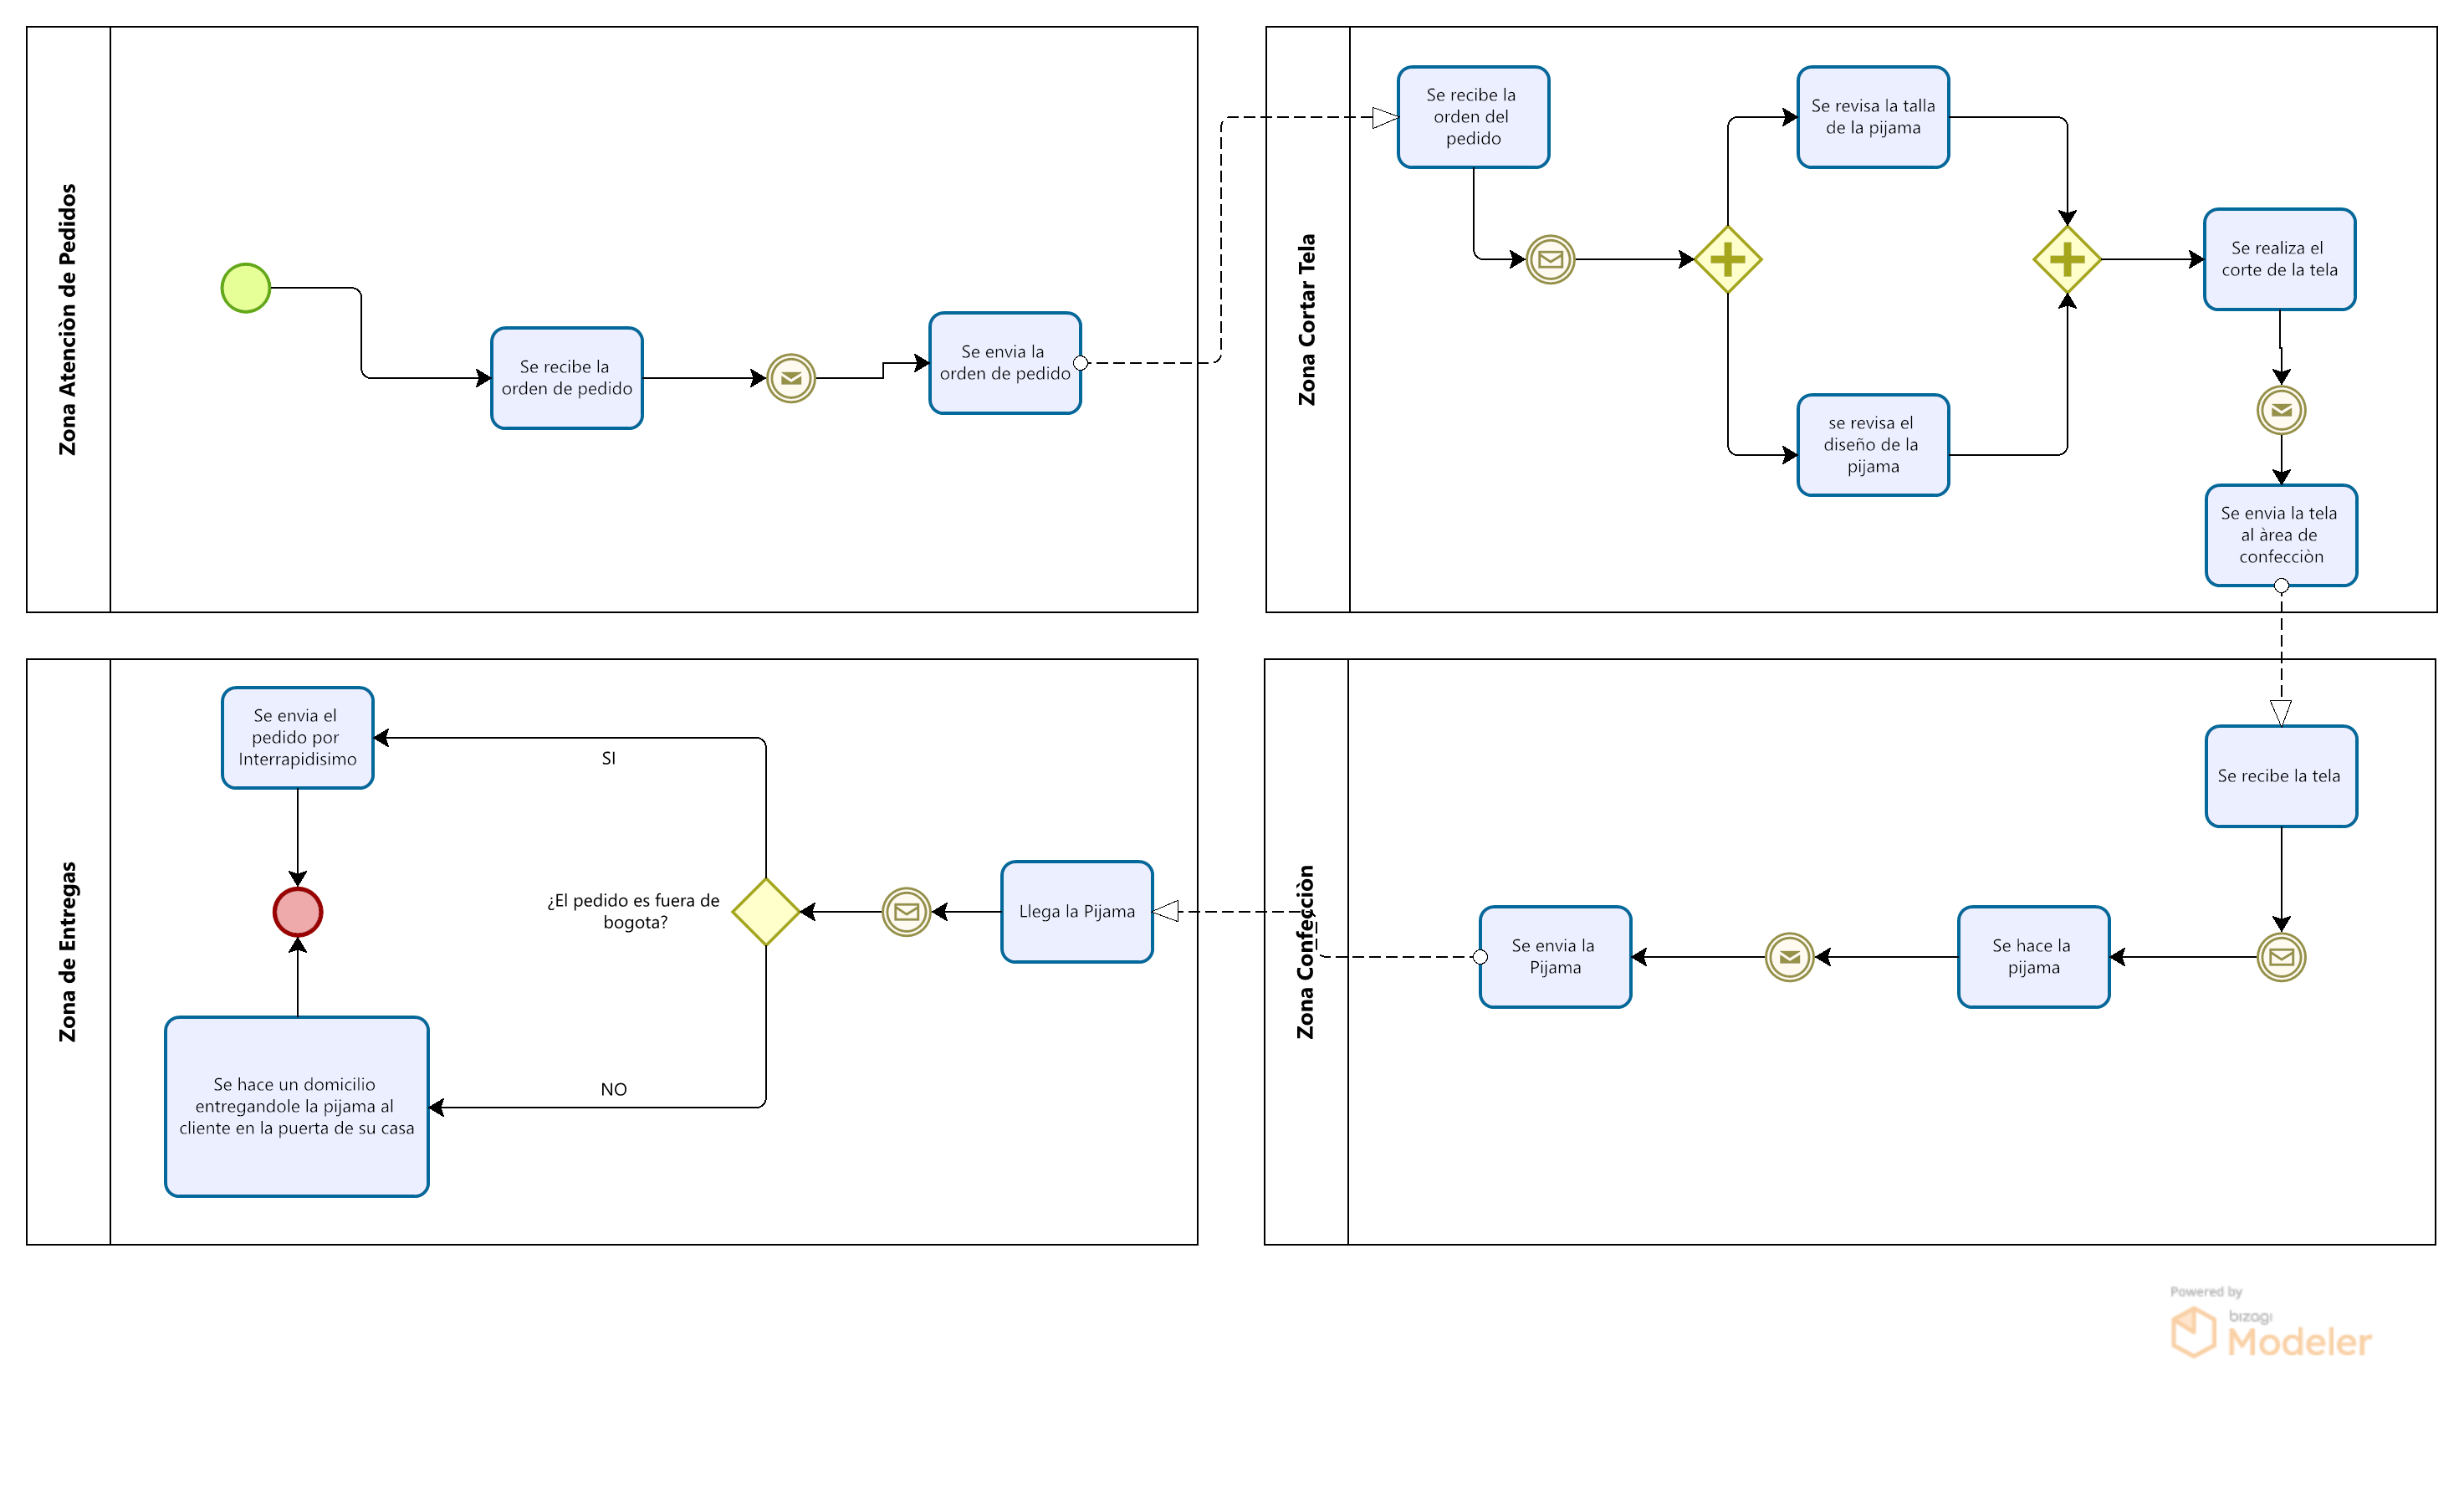 Zona Atenciòn de Pedidos
Se recibe la
orden de pedido
Se envia la
orden de pedido
Zona Cortar Tela
Se recibe la
orden del
pedido
Se revisa la talla
de la pijama
se revisa el
diseño de la
pijama
Se realiza el
corte de la tela
Se envia la tela
al àrea de
confecciòn
Zona Confecciòn
Se recibe la tela
Se hace la
pijama
Se envia la
Pijama
Zona de Entregas
Llega la Pijama
¿El pedido es fuera de
bogota?
SI
NO
Se envia el
pedido por
Interrapidisimo
Se hace un domicilio
entregandole la pijama al
cliente en la puerta de su casa
Powered by
bizagi
Modeler